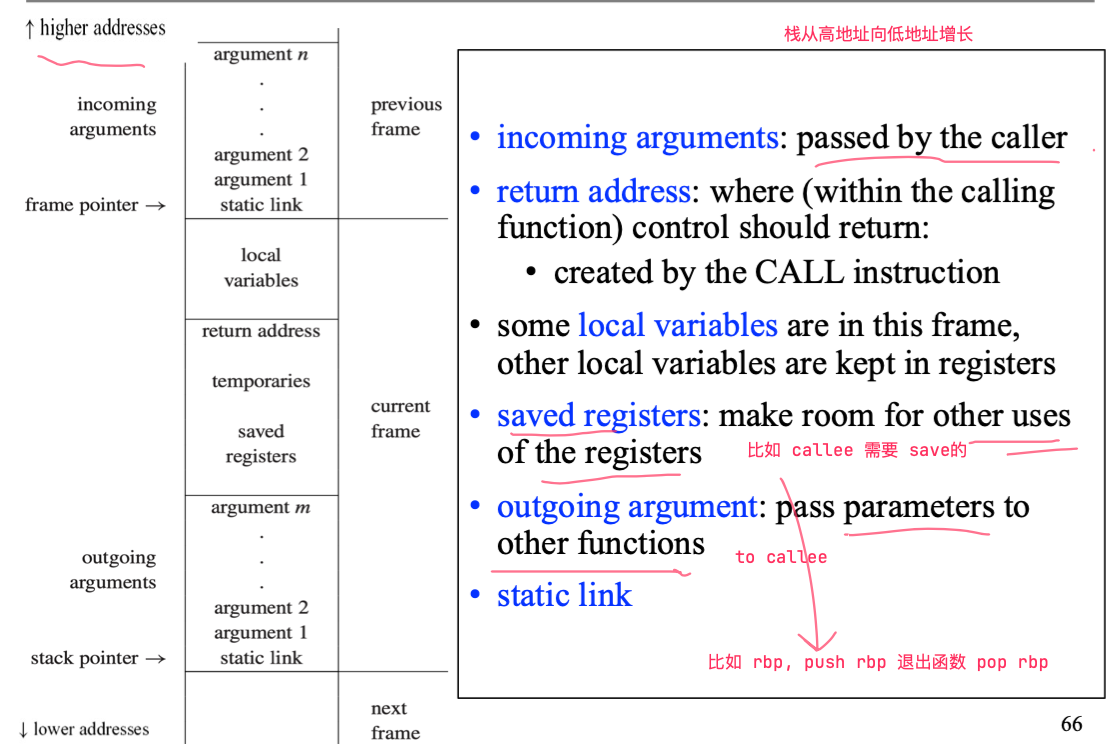 ↑ higher addresses
argument n
.
.
.
incoming
arguments
previous
frame
argument 2
argument 1
frame pointer →
static link
local
variables
return address
temporaries
saved
registers
current
frame
argument m
.
.
.
outgoing
arguments
argument 2
argument 1
stack pointer →
static link
next
frame
↓ lower addresses
栈从高地址向低地址增长
• incoming arguments: passed by the caller
• return address: where (within the calling
function) control should return:
• created by the CALL instruction
• some local variables are in this frame,
other local variables are kept in registers
• saved registers: make room for other uses
of the registers
比如 callee 需要 save的
• outgoing argument: pass parameters to
other functions
to callee
• static link
比如 rbp, push rbp 退出函数 pop rbp
66